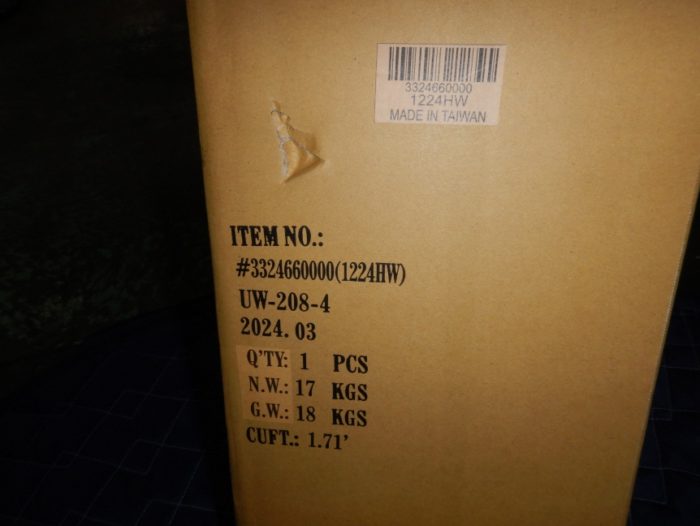 3324660000
1224HW
MADE IN TAIWAN
ITEM NO.:
#3324660000(1224HW)
UW-208-4
2024. 03
Q'TY: 1 PCS
N.W.: 17 KGS
G.W.: 18 KGS
CUFT.: 1.71'